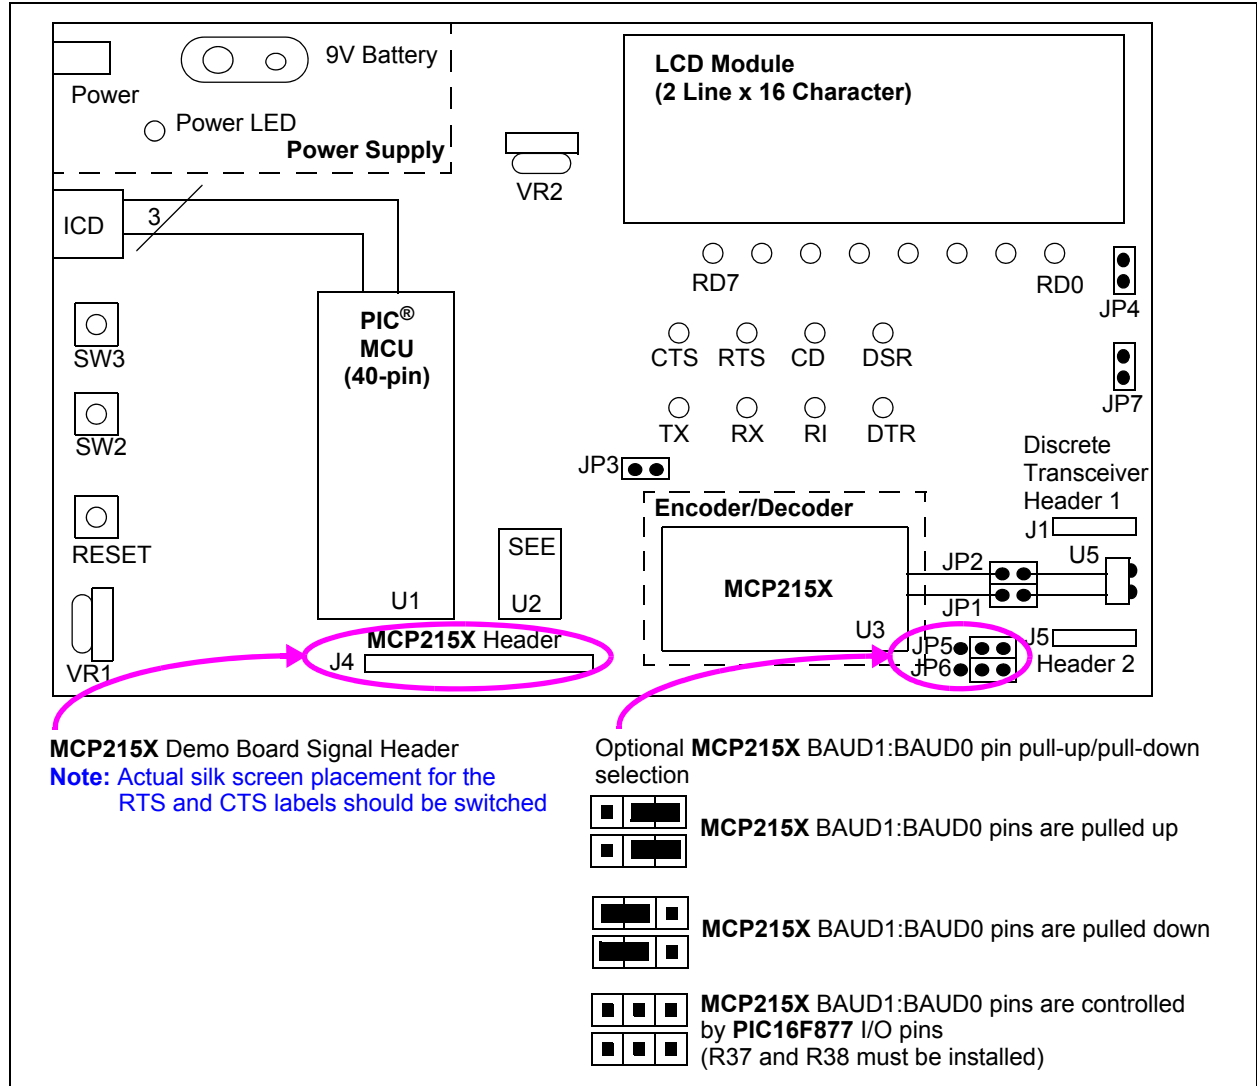 9V Battery
Power
Power LED
Power Supply
LCD Module
(2 Line x 16 Character)
VR2
ICD
3
RD7
RD0
JP4
PIC®
MCU
(40-pin)
SW3
CTS RTS CD DSR
JP7
SW2
TX RX RI DTR
JP3
Discrete
Transceiver
Header 1
Encoder/Decoder
J1
RESET
SEE
JP2
U5
MCP215X
U1
U2
JP1
U3
MCP215X Header
J4
VR1
JP5
JP6
J5
Header 2
MCP215X Demo Board Signal Header
Note: Actual silk screen placement for the
RTS and CTS labels should be switched
Optional MCP215X BAUD1:BAUD0 pin pull-up/pull-down
selection
MCP215X BAUD1:BAUD0 pins are pulled up
MCP215X BAUD1:BAUD0 pins are pulled down
MCP215X BAUD1:BAUD0 pins are controlled
by PIC16F877 I/O pins
(R37 and R38 must be installed)